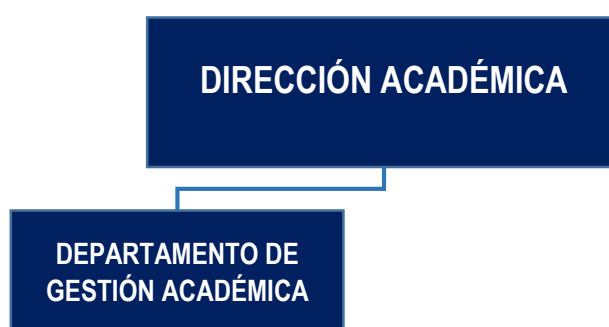 DIRECCIÓN ACADÉMICA
DEPARTAMENTO DE
GESTIÓN ACADÉMICA